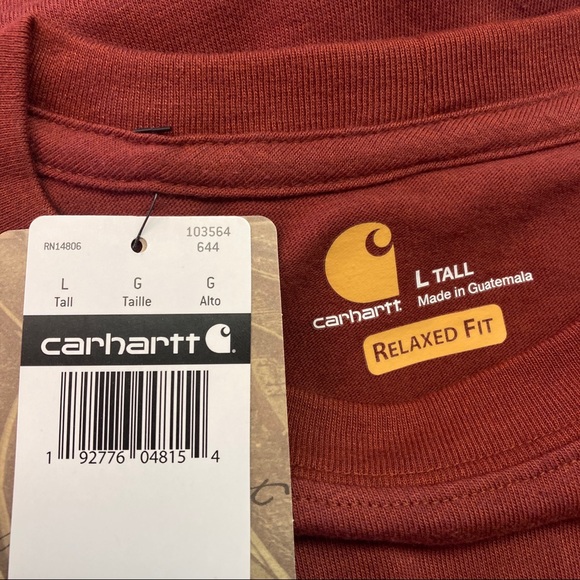 RN14806
103564
644
L G G
Tall Taille Alto
carhartt
1 92776 04815 4
carhartt
L TALL
Made in Guatemala
RELAXED FIT